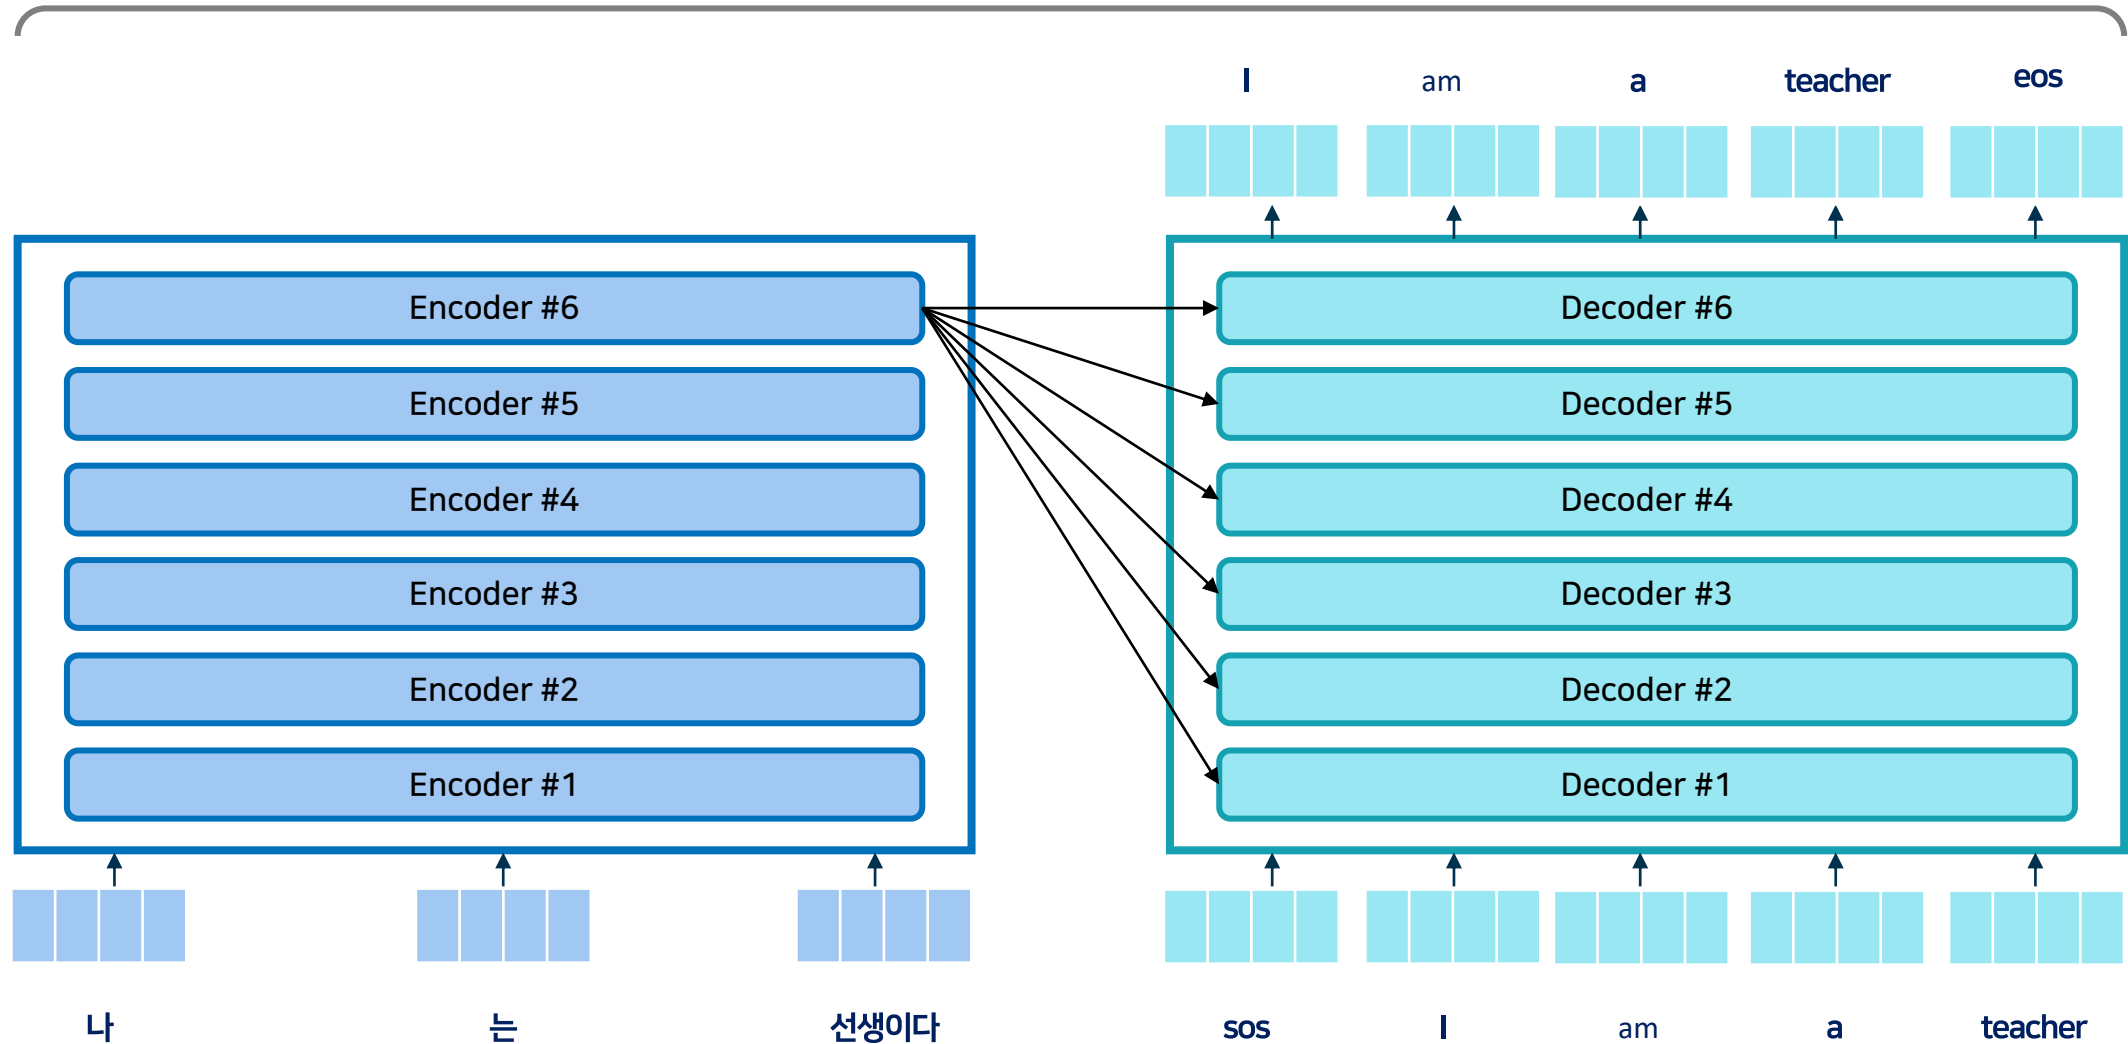 I am a teacher eos
Encoder #6
Encoder #5
Encoder #4
Encoder #3
Encoder #2
Encoder #1
Decoder #6
Decoder #5
Decoder #4
Decoder #3
Decoder #2
Decoder #1
나 는 선생이다
sos I am a teacher